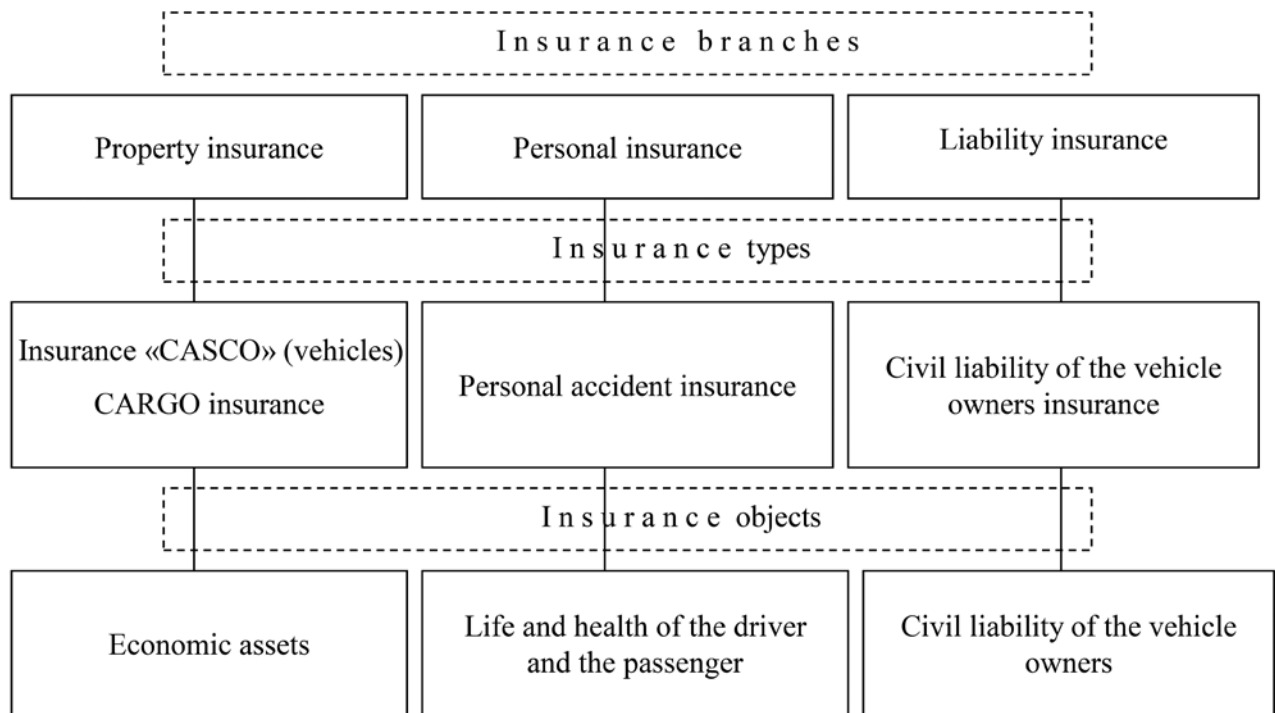 Insurance branches
Property insurance
Personal insurance
Liability insurance
Insurance types
Insurance «CASCO» (vehicles)
CARGO insurance
Personal accident insurance
Civil liability of the vehicle
owners insurance
Insurance objects
Economic assets
Life and health of the driver
and the passenger
Civil liability of the vehicle
owners